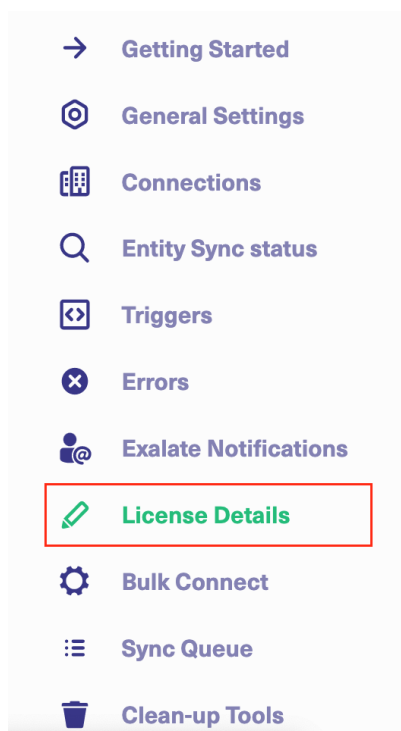 Getting Started
General Settings
Connections
Entity Sync status
Triggers
Errors
Exalate Notifications
License Details
Bulk Connect
Sync Queue
Clean-up Tools